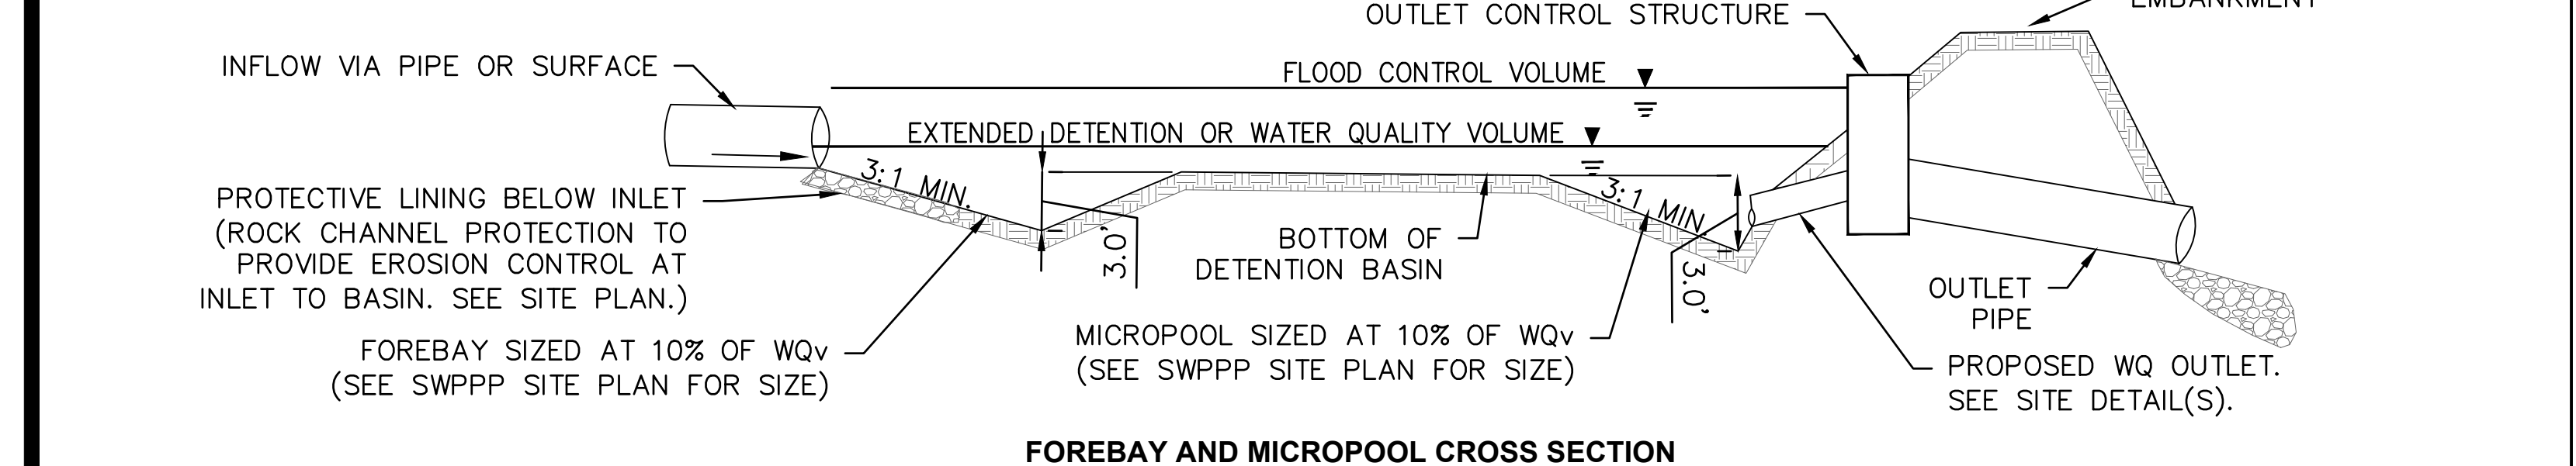 EMBANKMENT
OUTLET CONTROL STRUCTURE
INFLOW VIA PIPE OR SURFACE
FLOOD CONTROL VOLUME
EXTENDED DETENTION OR WATER QUALITY VOLUME
3:1 MIN.
3:1 MIN.
PROTECTIVE LINING BELOW INLET
(ROCK CHANNEL PROTECTION TO
PROVIDE EROSION CONTROL AT
INLET TO BASIN. SEE SITE PLAN.)
3.0'
BOTTOM OF
DETENTION BASIN
3.0'
OUTLET
PIPE
FOREBAY SIZED AT 10% OF WQv
(SEE SWPPP SITE PLAN FOR SIZE)
MICROPOOL SIZED AT 10% OF WQv
(SEE SWPPP SITE PLAN FOR SIZE)
PROPOSED WQ OUTLET.
SEE SITE DETAIL(S).
FOREBAY AND MICROPOOL CROSS SECTION